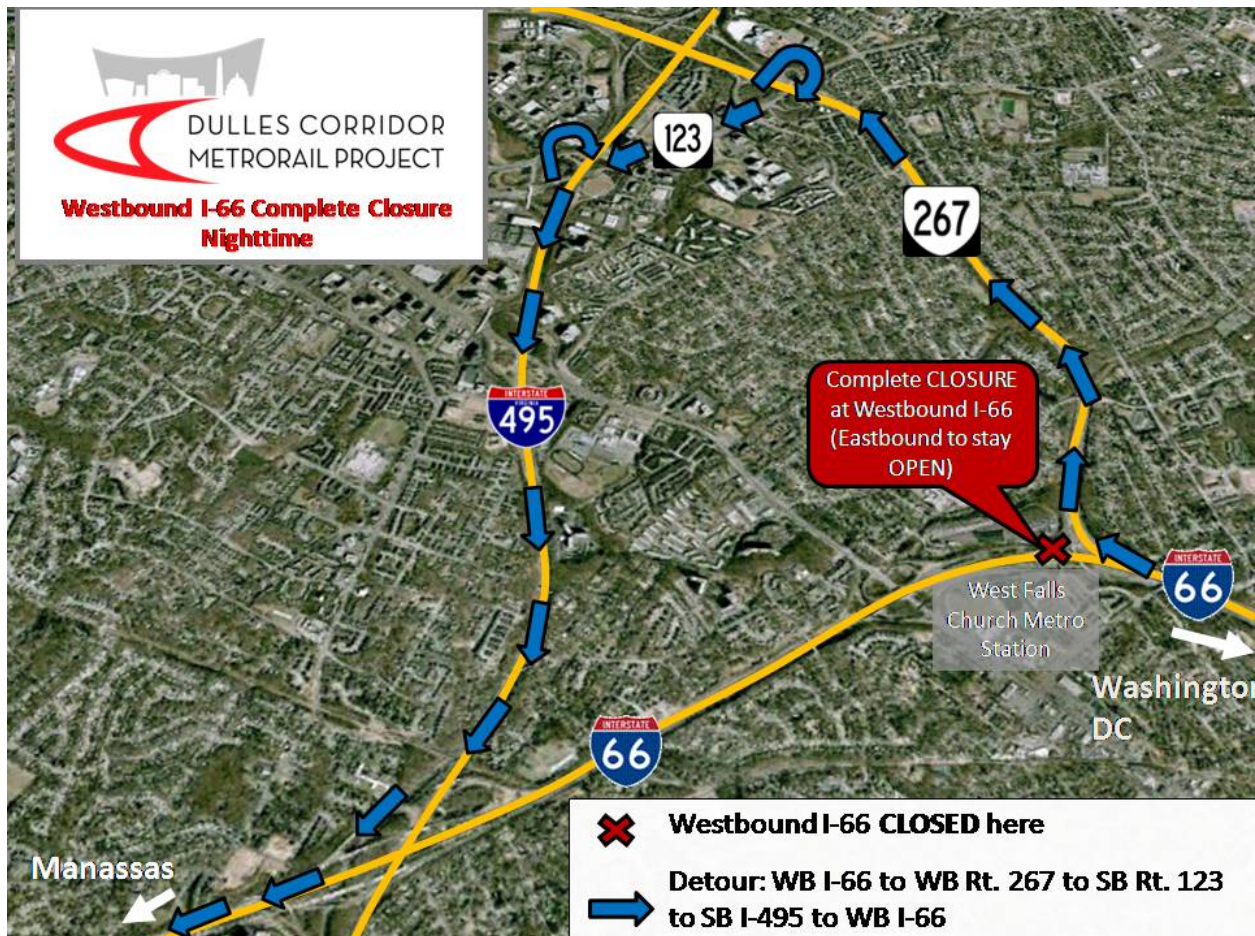 DULLES CORRIDOR
METRORAIL PROJECT
Westbound I-66 Complete Closure
Nighttime
123
267
INTERSTATE
VIRGINIA
495
Complete CLOSURE
at Westbound I-66
(Eastbound to stay
OPEN)
INTERSTATE
66
West Falls
Church Metro
Station
Washington
DC
INTERSTATE
66
Manassas
Westbound I-66 CLOSED here
Detour: WB I-66 to WB Rt. 267 to SB Rt. 123
to SB I-495 to WB I-66